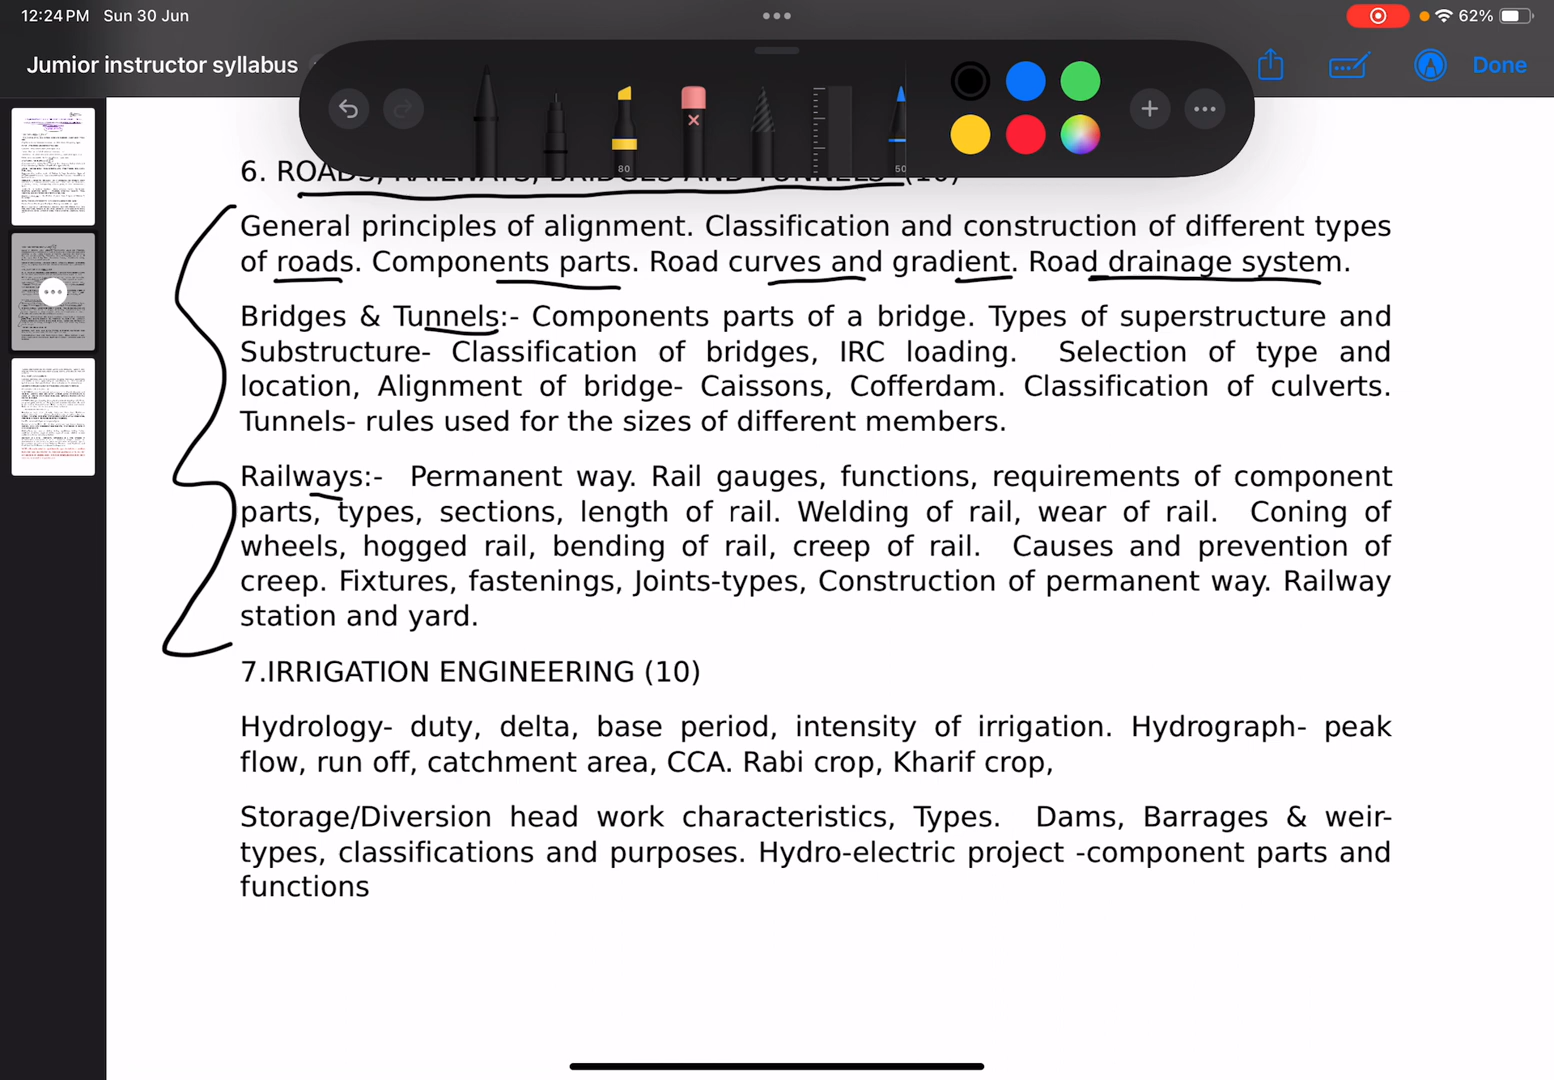 12:24 PM Sun 30 Jun
62%
Jumior instructor syllabus
Done
80
50
6. ROADS, RAILWAYS, BRIDGES AND TUNNELS (10)
General principles of alignment. Classification and construction of different types
of roads. Components parts. Road curves and gradient. Road drainage system.
Bridges & Tunnels:- Components parts of a bridge. Types of superstructure and
Substructure- Classification of bridges, IRC loading. Selection of type and
location, Alignment of bridge- Caissons, Cofferdam. Classification of culverts.
Tunnels- rules used for the sizes of different members.
Railways:- Permanent way. Rail gauges, functions, requirements of component
parts, types, sections, length of rail. Welding of rail, wear of rail. Coning of
wheels, hogged rail, bending of rail, creep of rail. Causes and prevention of
creep. Fixtures, fastenings, Joints-types, Construction of permanent way. Railway
station and yard.
7.IRRIGATION ENGINEERING (10)
Hydrology- duty, delta, base period, intensity of irrigation. Hydrograph- peak
flow, run off, catchment area, CCA. Rabi crop, Kharif crop,
Storage/Diversion head work characteristics, Types. Dams, Barrages & weir-
types, classifications and purposes. Hydro-electric project -component parts and
functions